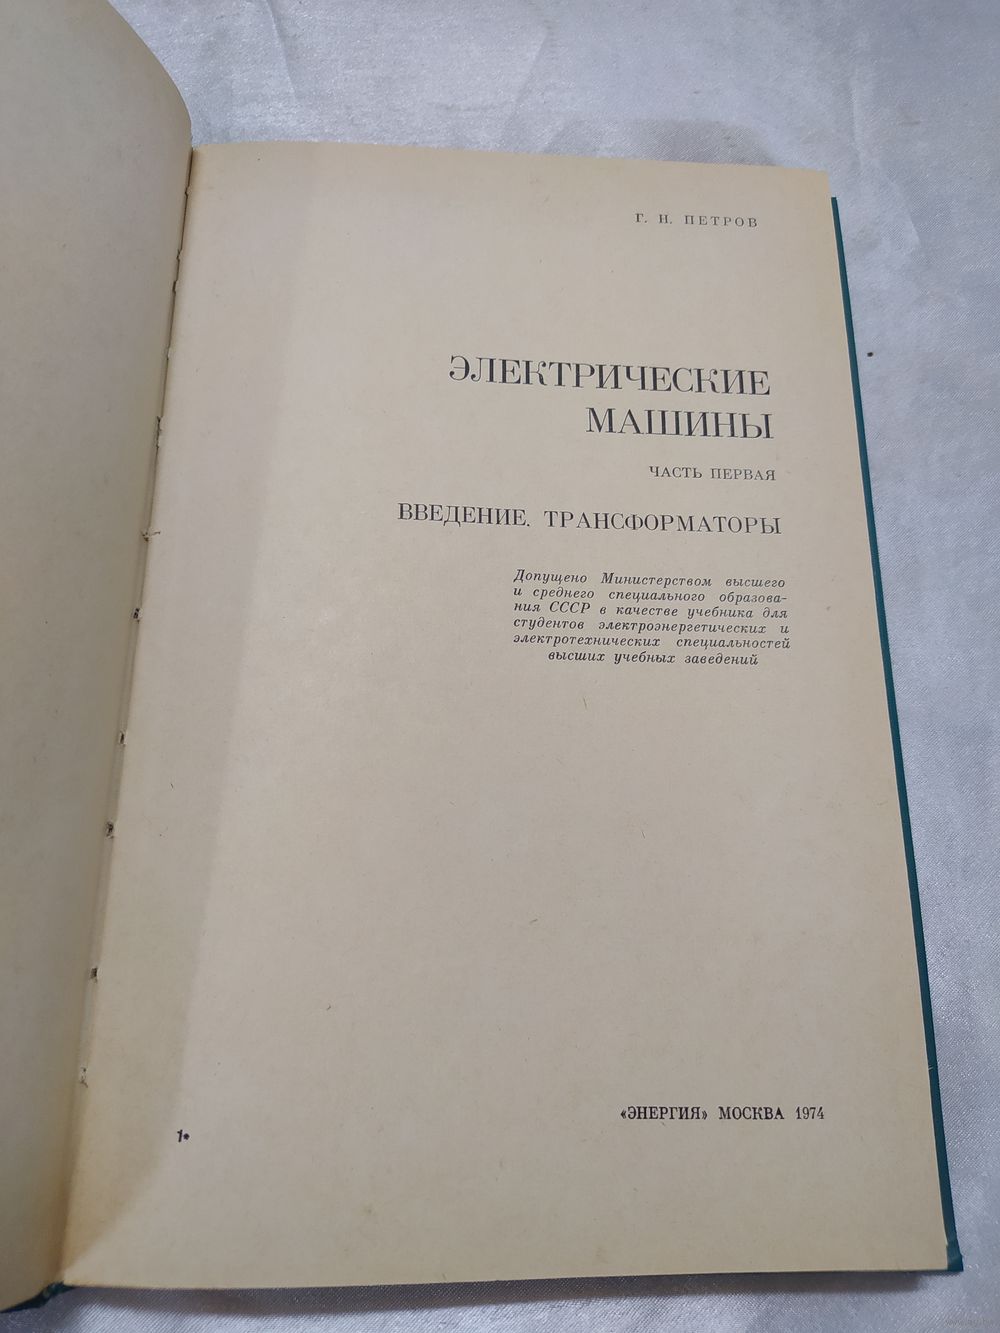 Г. Н. ПЕТРОВ
ЭЛЕКТРИЧЕСКИЕ
МАШИНЫ
ЧАСТЬ ПЕРВАЯ
ВВЕДЕНИЕ. ТРАНСФОРМАТОРЫ
Допущено Министерством высшего
и среднего специального образова-
ния СССР в качестве учебника для
студентов электроэнергетических и
электротехнических специальностей
высших учебных заведений
«ЭНЕРГИЯ» МОСКВА 1974
1*